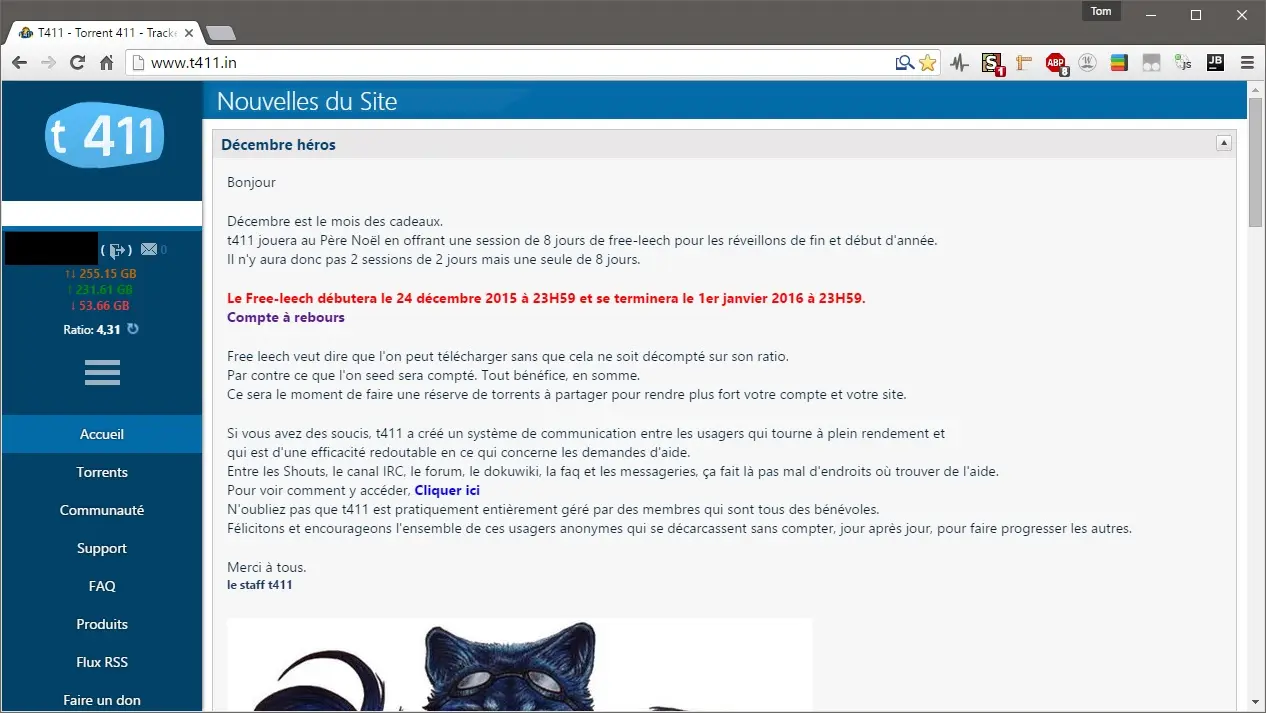 Tom
T411 - Torrent 411 - Tracke
www.t411.in
S 1
ABP 8
JS
JB
t 411
Nouvelles du Site
Décembre héros
Bonjour
Décembre est le mois des cadeaux.
t411 jouera au Père Noël en offrant une session de 8 jours de free-leech pour les réveillons de fin et début d'année.
Il n'y aura donc pas 2 sessions de 2 jours mais une seule de 8 jours.
Le Free-leech débutera le 24 décembre 2015 à 23H59 et se terminera le 1er janvier 2016 à 23H59.
Compte à rebours
Free leech veut dire que l'on peut télécharger sans que cela ne soit décompté sur son ratio.
Par contre ce que l'on seed sera compté. Tout bénéfice, en somme.
Ce sera le moment de faire une réserve de torrents à partager pour rendre plus fort votre compte et votre site.
Si vous avez des soucis, t411 a créé un système de communication entre les usagers qui tourne à plein rendement et
qui est d'une efficacité redoutable en ce qui concerne les demandes d'aide.
Entre les Shouts, le canal IRC, le forum, le dokuwiki, la faq et les messageries, ça fait là pas mal d'endroits où trouver de l'aide.
Pour voir comment y accéder, Cliquer ici
N'oubliez pas que t411 est pratiquement entièrement géré par des membres qui sont tous des bénévoles.
Félicitons et encourageons l'ensemble de ces usagers anonymes qui se décarcassent sans compter, jour après jour, pour faire progresser les autres.
Merci à tous.
le staff t411
( ) 0
↑↓ 255.15 GB
↑ 231.61 GB
↓ 53.66 GB
Ratio: 4,31
Accueil
Torrents
Communauté
Support
FAQ
Produits
Flux RSS
Faire un don